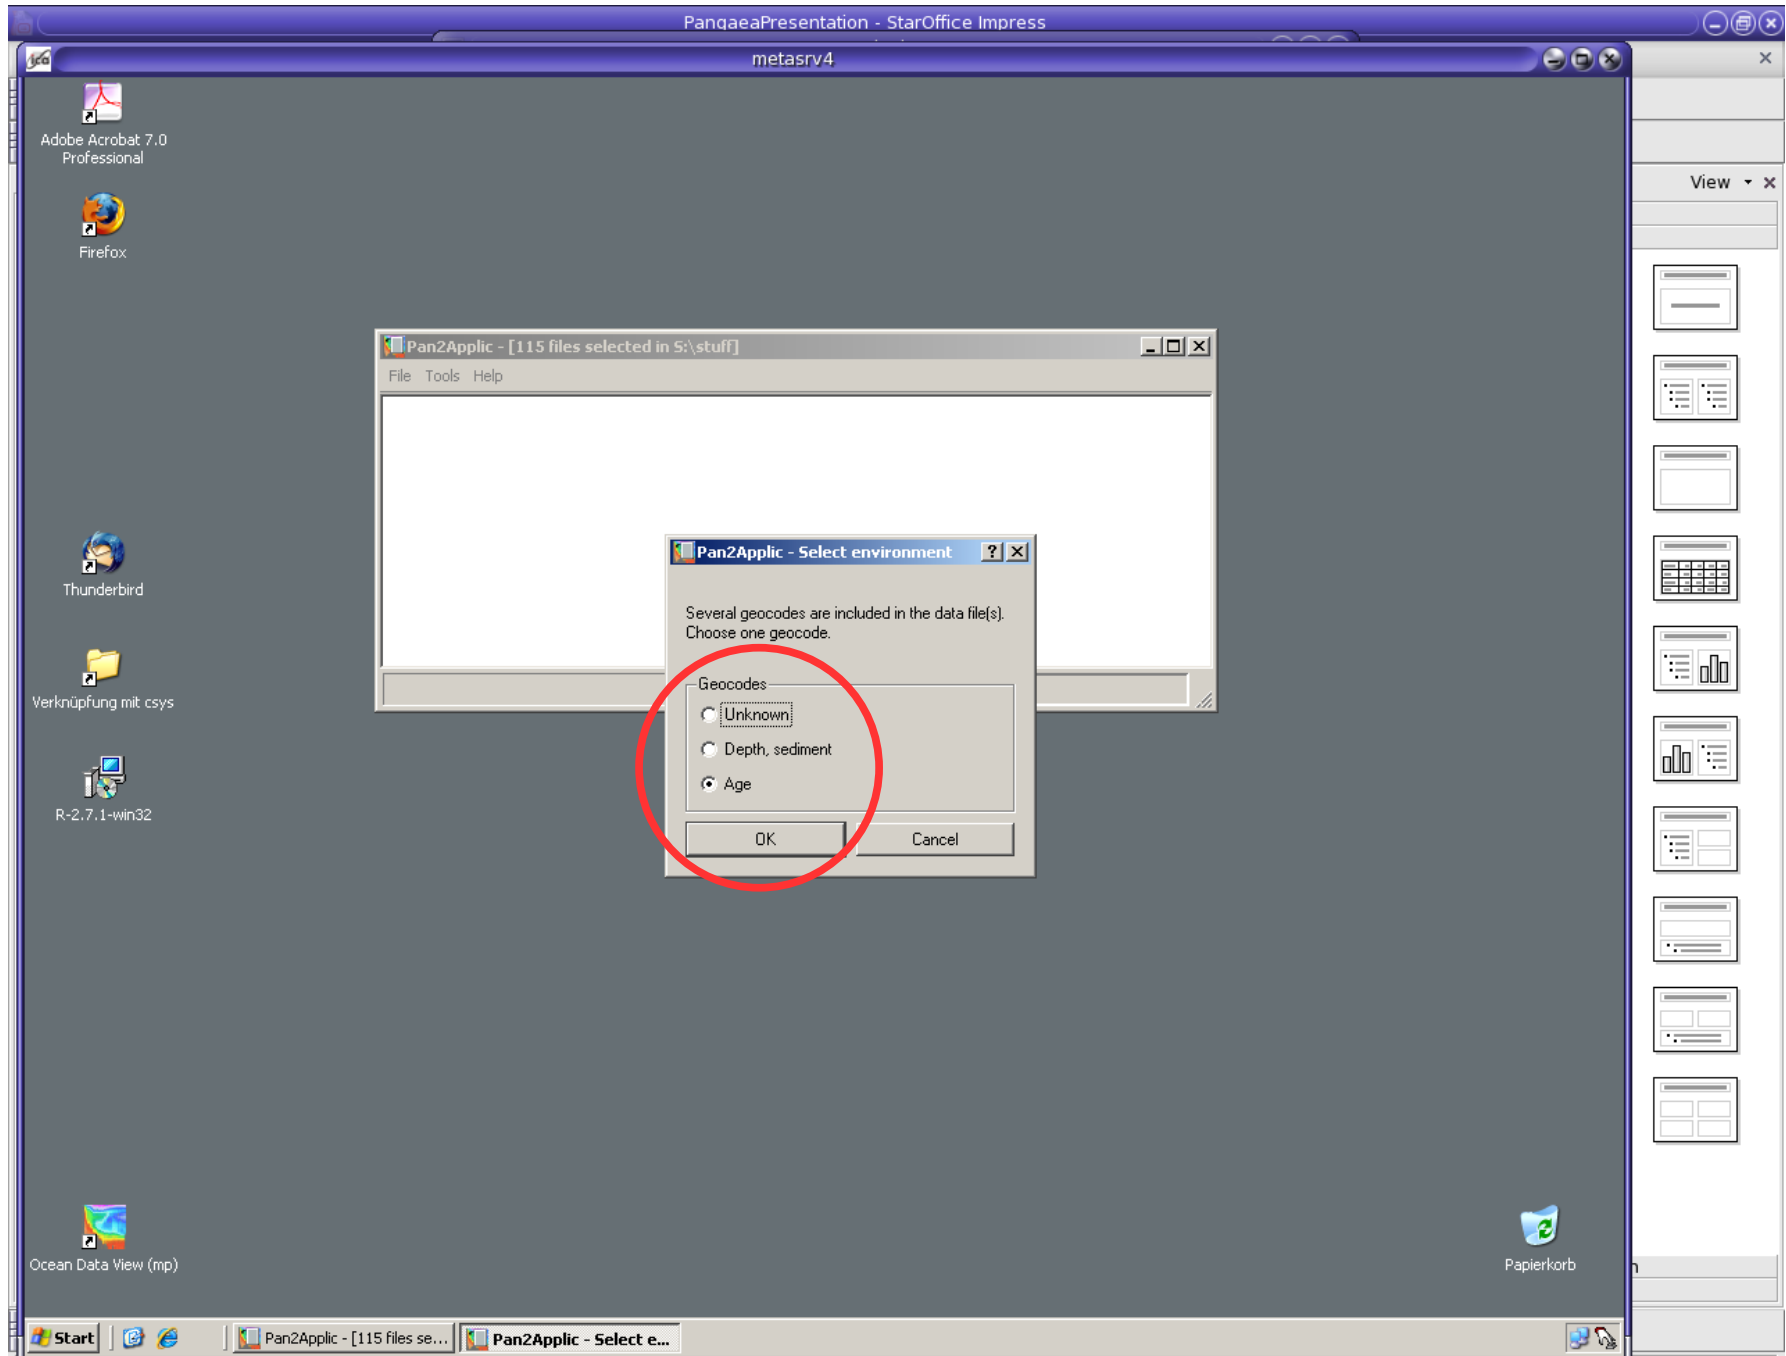 PangaeaPresentation - StarOffice Impress
metasrv4
Adobe Acrobat 7.0
Professional
View
Firefox
Pan2Applic - [115 files selected in S:\stuff]
File Tools Help
Thunderbird
Pan2Applic - Select environment
Several geocodes are included in the data file(s).
Choose one geocode.
Geocodes
Unknown
Depth, sediment
Age
OK Cancel
Verknüpfung mit csys
R-2.7.1-win32
Ocean Data View (mp)
Papierkorb
Start
Pan2Applic - [115 files se...
Pan2Applic - Select e...